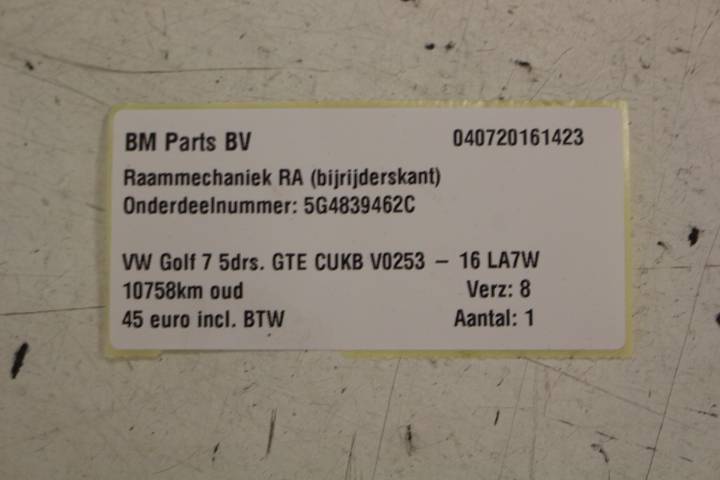 BM Parts BV 040720161423
Raammechaniek RA (bijrijderskant)
Onderdeelnummer: 5G4839462C
VW Golf 7 5drs. GTE CUKB V0253 – 16 LA7W
10758km oud Verz: 8
45 euro incl. BTW Aantal: 1